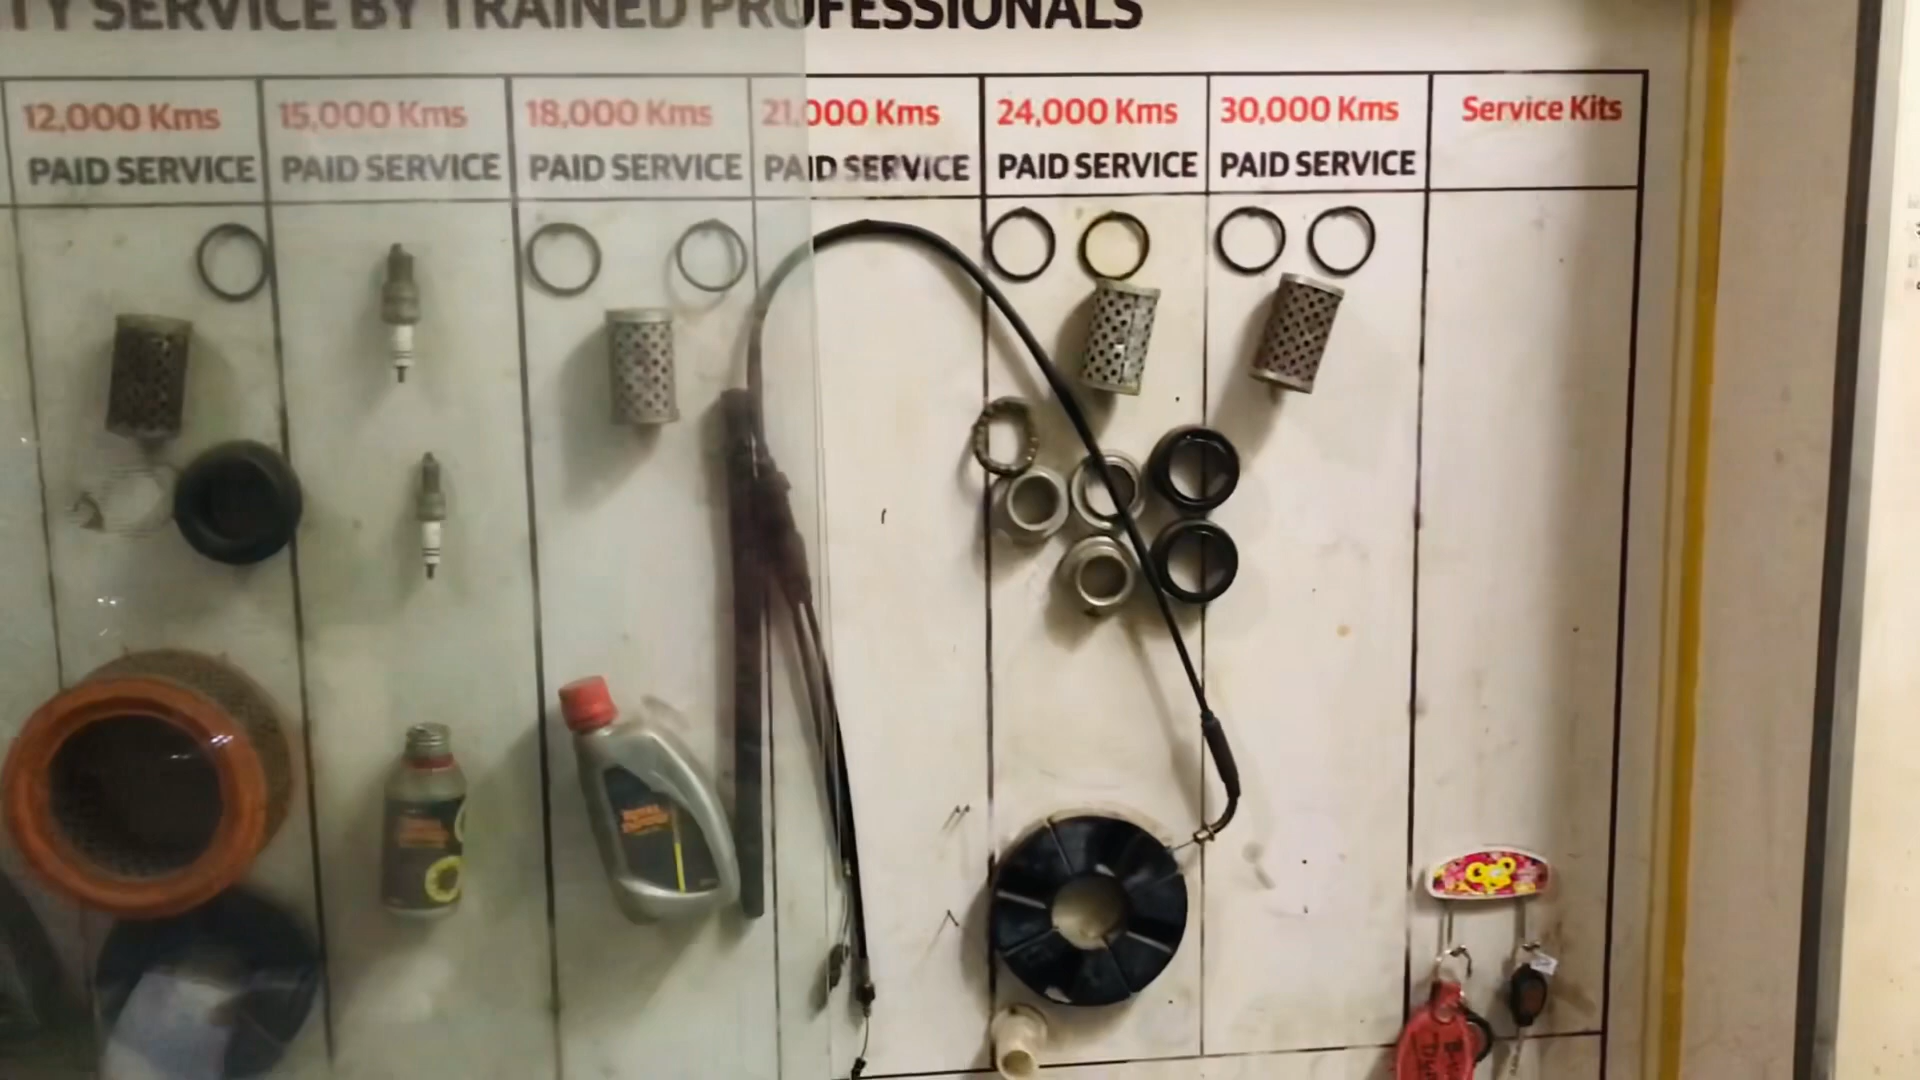 TY SERVICE BY TRAINED PROFESSIONALS
12,000 Kms
PAID SERVICE
15,000 Kms
PAID SERVICE
18,000 Kms
PAID SERVICE
21,000 Kms
PAID SERVICE
24,000 Kms
PAID SERVICE
30,000 Kms
PAID SERVICE
Service Kits